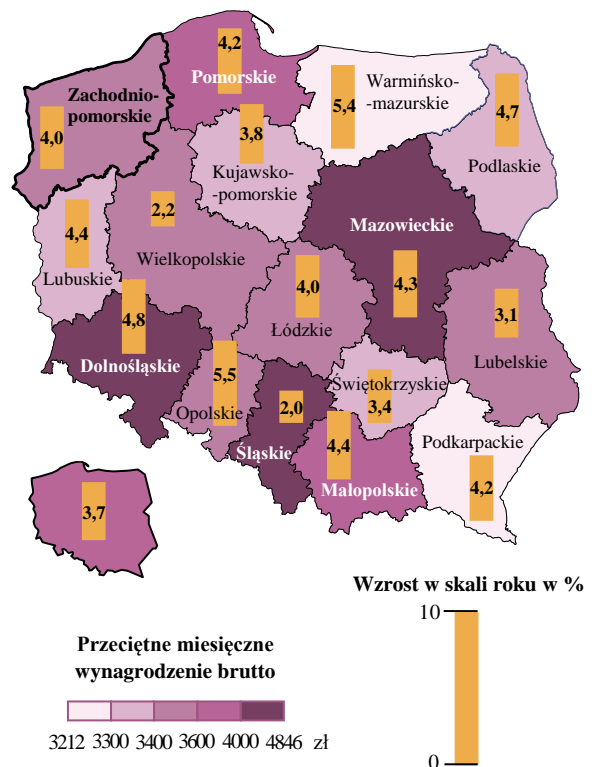 4,2
Pomorskie
Zachodnio-
pomorskie
4,0
Warmińsko-
-mazurskie
5,4
4,7
Podlaskie
3,8
Kujawsko-
-pomorskie
2,2
Wielkopolskie
4,4
Lubuskie
Mazowieckie
4,3
4,0
Łódzkie
3,1
Lubelskie
4,8
Dolnośląskie
5,5
Opolskie
2,0
Śląskie
Świętokrzyskie
3,4
4,4
Małopolskie
Podkarpackie
4,2
3,7
Wzrost w skali roku w %
10
0
Przeciętne miesięczne
wynagrodzenie brutto
3212 3300 3400 3600 4000 4846 zł